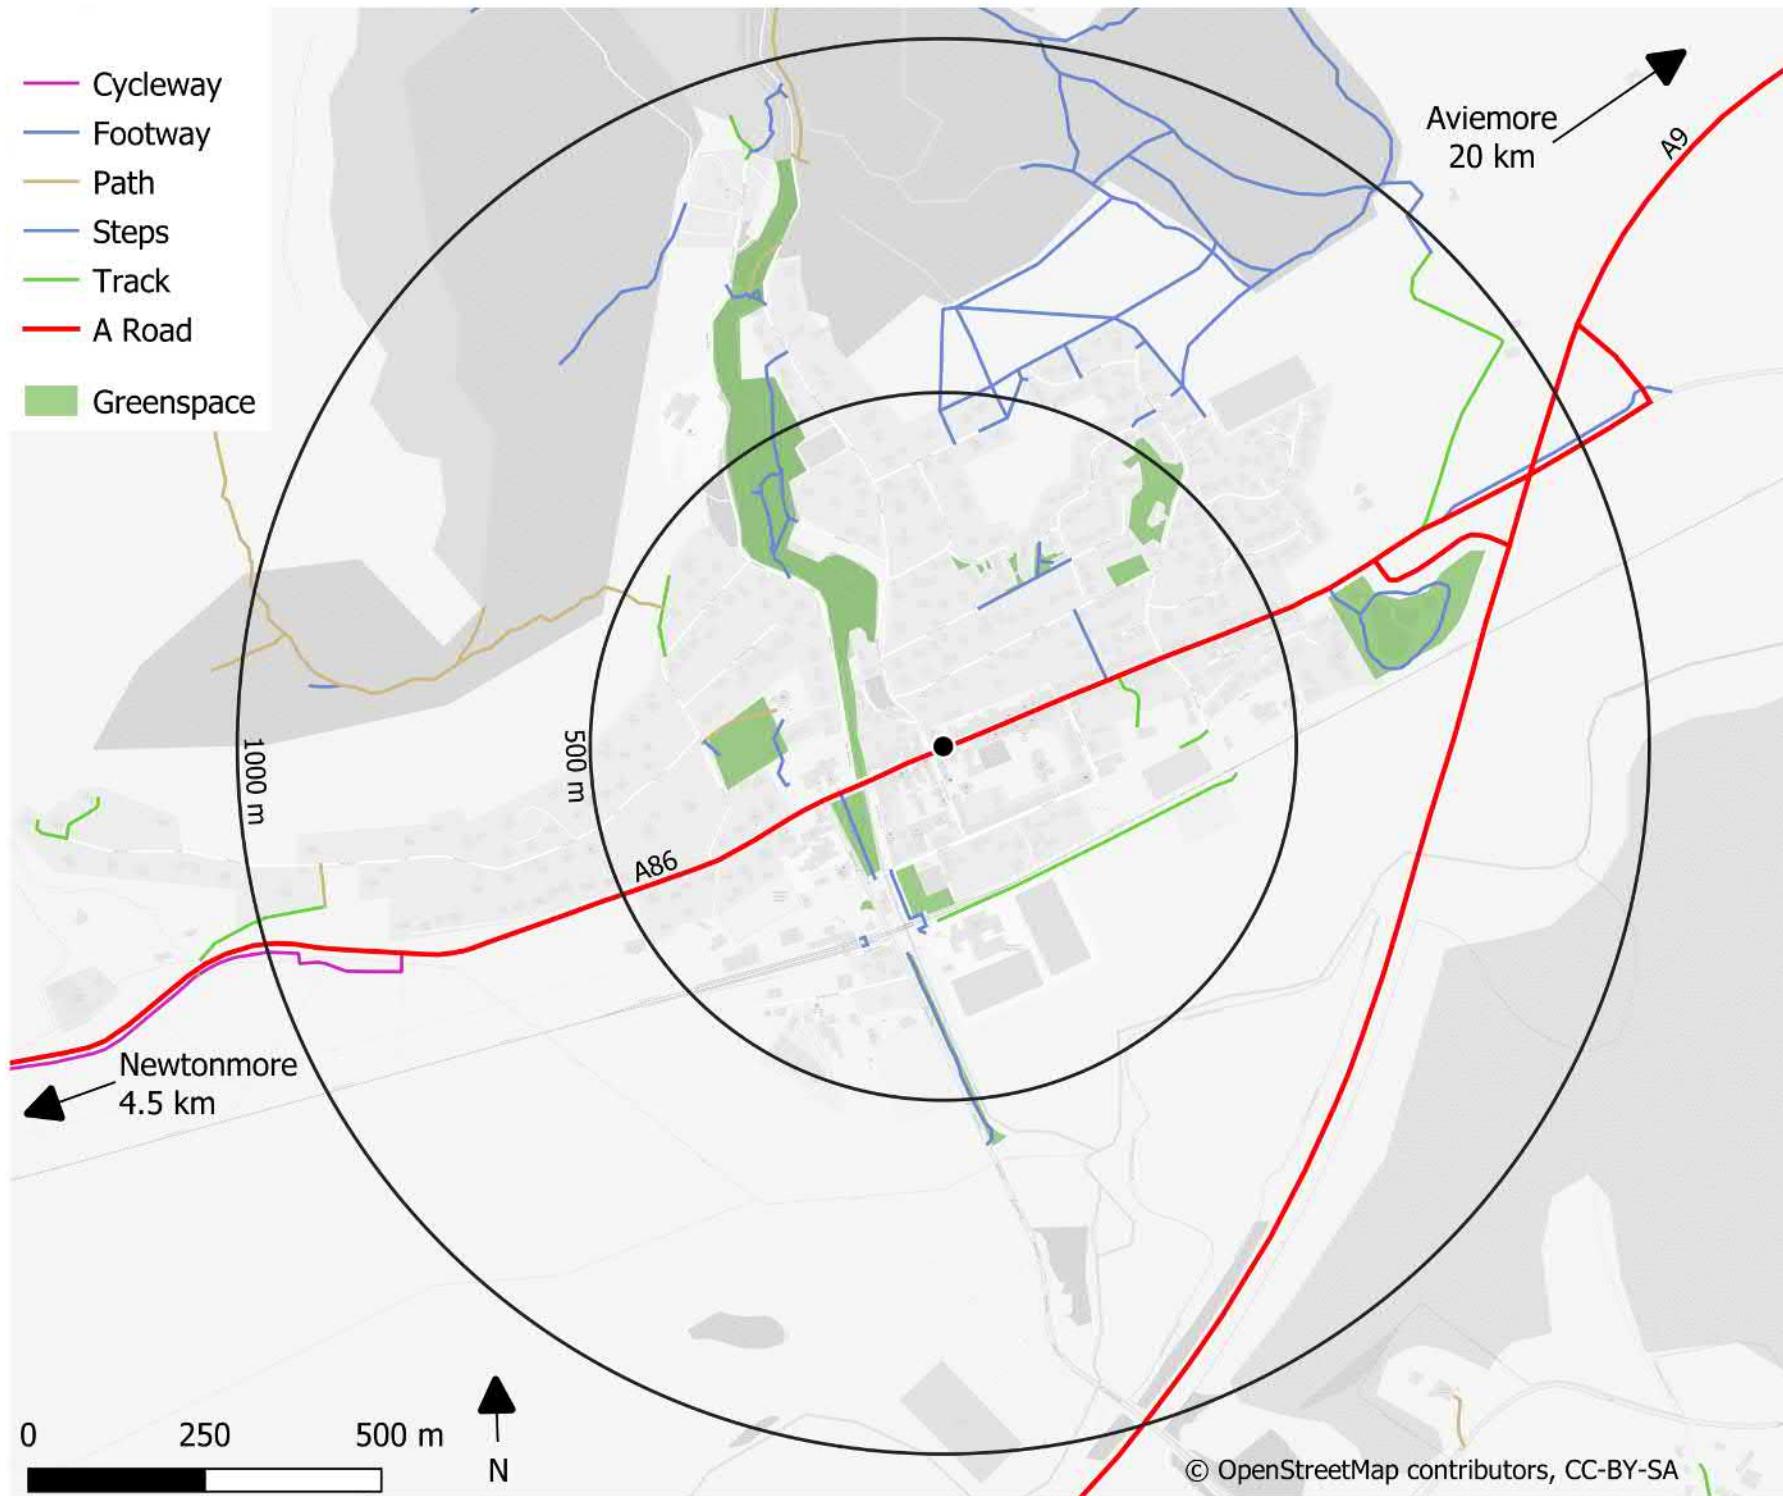 Cycleway
Footway
Path
Steps
Track
A Road
Greenspace
Aviemore
20 km
A9
1000 m
500 m
A86
Newtonmore
4.5 km
0 250 500 m
N
© OpenStreetMap contributors, CC-BY-SA